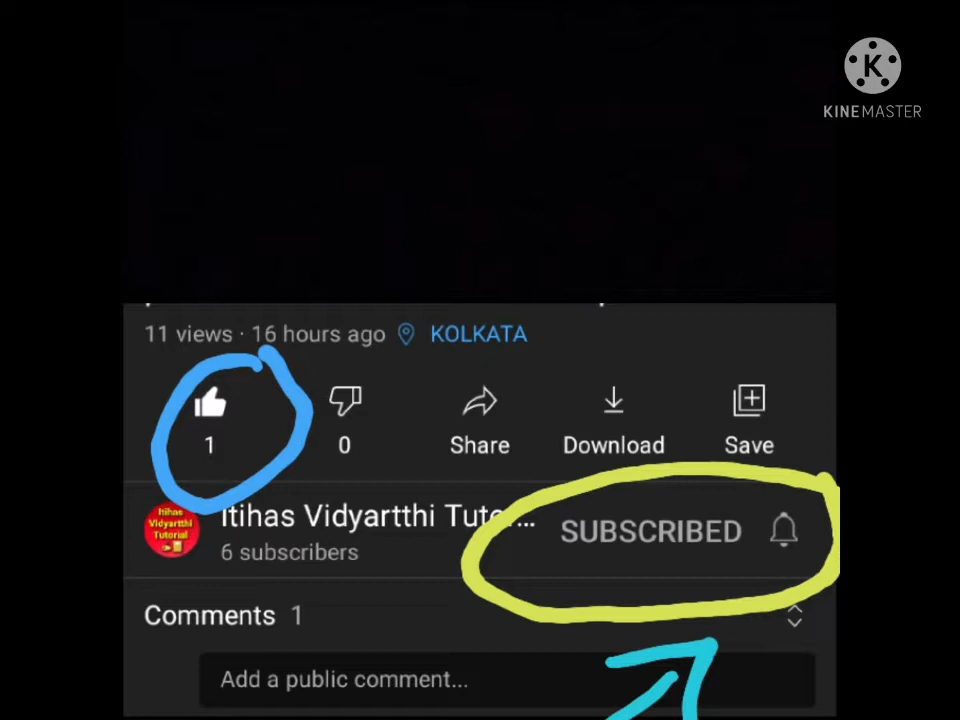 K
KINEMASTER
11 views · 16 hours ago KOLKATA
1 0 Share Download Save
Itihas Vidyartthi Tutor...
SUBSCRIBED
Itihas
Vidyartthi
Tutorial
6 subscribers
Comments 1
Add a public comment...